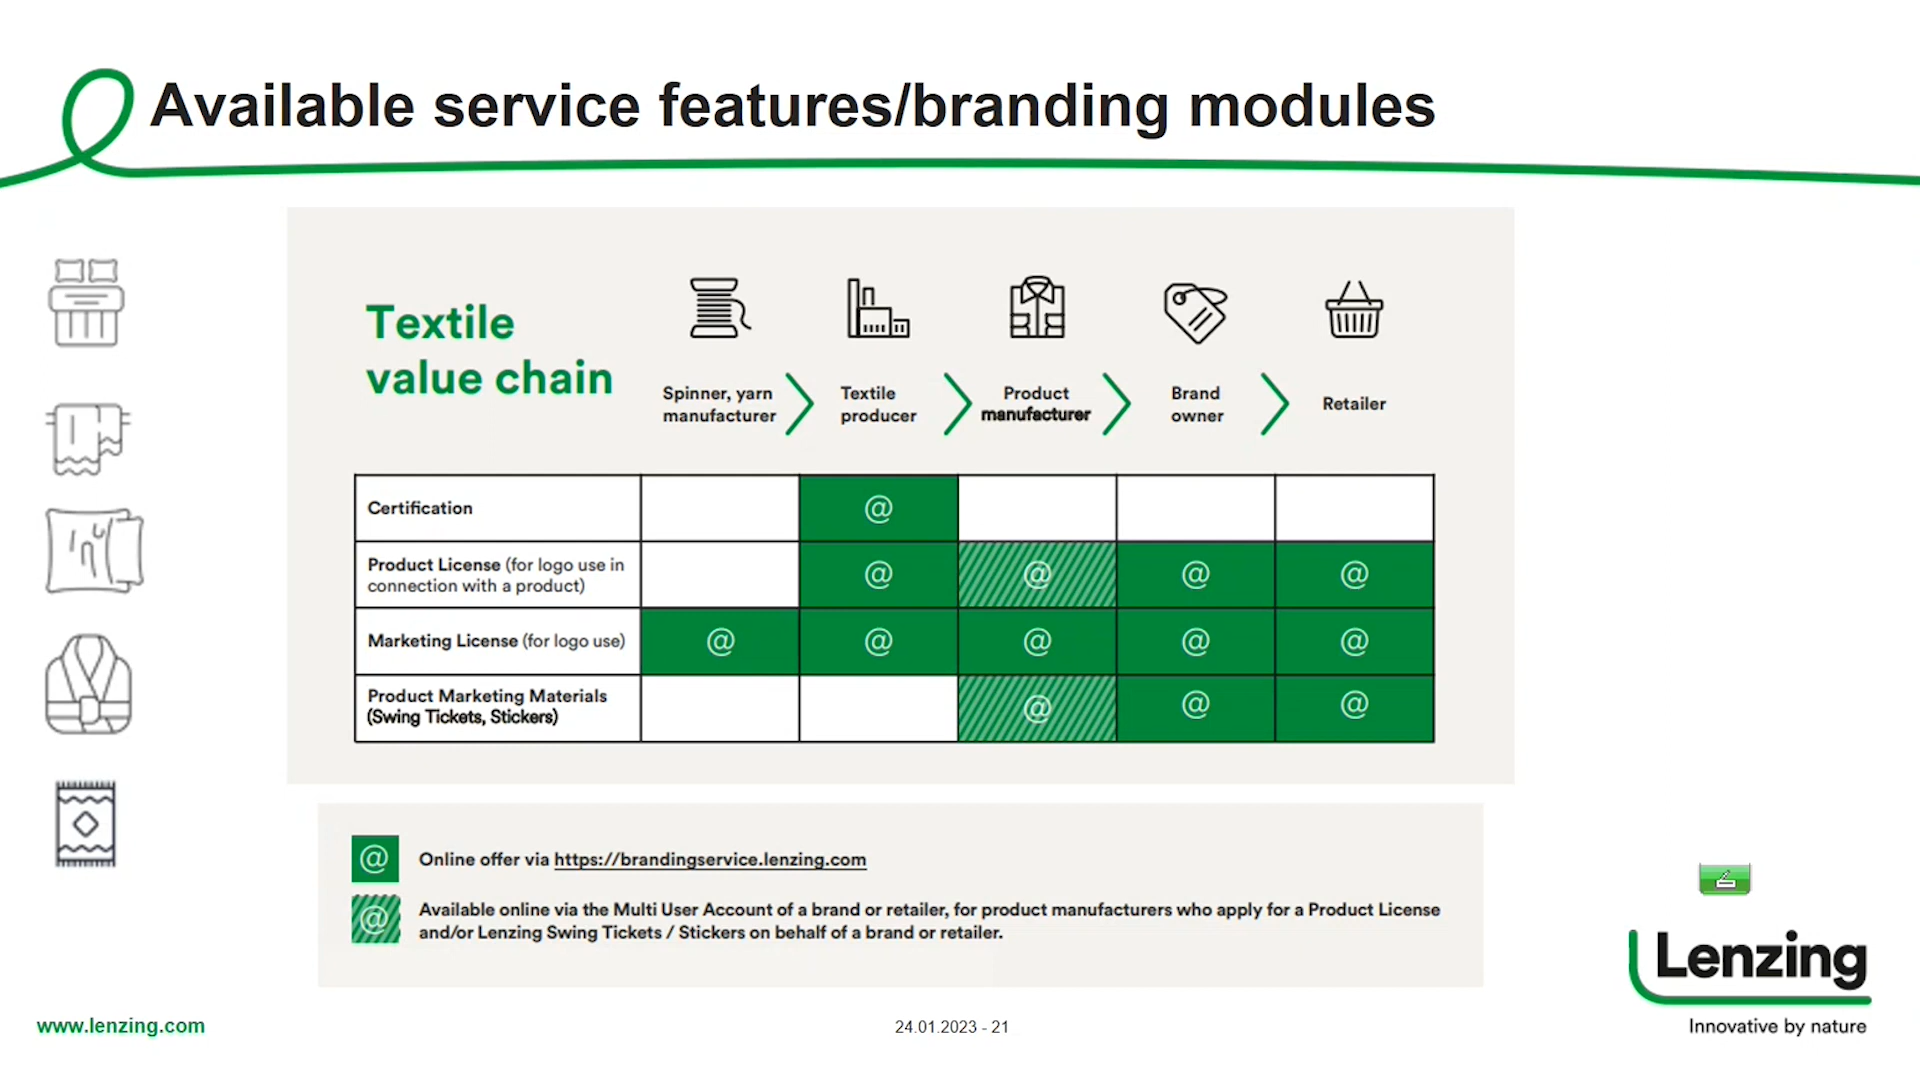 Available service features/branding modules
Textile
value chain
Spinner, yarn
manufacturer
Textile
producer
Product
manufacturer
Brand
owner
Retailer
Certification
@
Product License (for logo use in
connection with a product)
@ @ @ @
Marketing License (for logo use)
@ @ @ @ @
Product Marketing Materials
(Swing Tickets, Stickers)
@ @ @
@ Online offer via https://brandingservice.lenzing.com
@ Available online via the Multi User Account of a brand or retailer, for product manufacturers who apply for a Product License
and/or Lenzing Swing Tickets / Stickers on behalf of a brand or retailer.
Lenzing
Innovative by nature
www.lenzing.com
24.01.2023 - 21